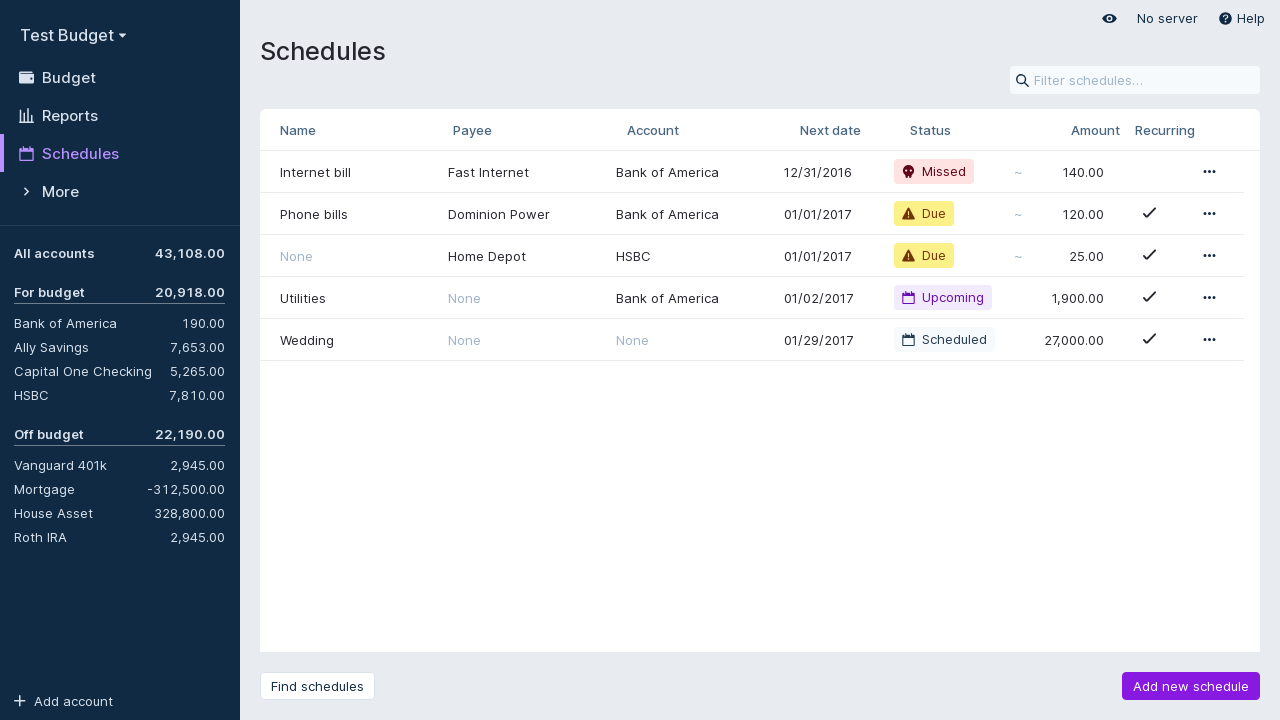 Test Budget
Budget
Reports
Schedules
More
All accounts 43,108.00
For budget 20,918.00
Bank of America 190.00
Ally Savings 7,653.00
Capital One Checking 5,265.00
HSBC 7,810.00
Off budget 22,190.00
Vanguard 401k 2,945.00
Mortgage -312,500.00
House Asset 328,800.00
Roth IRA 2,945.00
Add account
No server Help
Schedules
Filter schedules...
Name Payee Account Next date Status Amount Recurring
Internet bill Fast Internet Bank of America 12/31/2016 Missed ~ 140.00
Phone bills Dominion Power Bank of America 01/01/2017 Due ~ 120.00
None Home Depot HSBC 01/01/2017 Due ~ 25.00
Utilities None Bank of America 01/02/2017 Upcoming 1,900.00
Wedding None None 01/29/2017 Scheduled 27,000.00
Find schedules Add new schedule